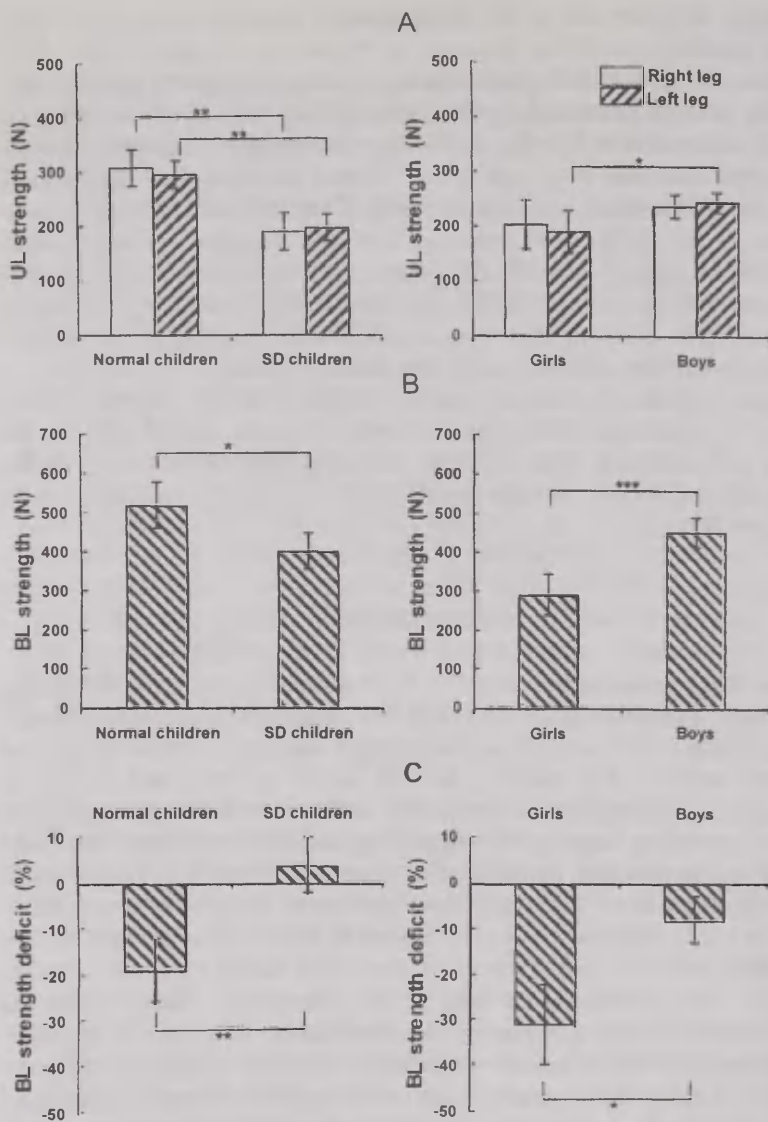 A
UL strength (N)
500
400
300
200
100
0
**
**
Normal children SD children
UL strength (N)
500
400
300
200
100
0
Right leg
Left leg
*
Girls Boys
B
BL strength (N)
700
600
500
400
300
200
100
0
*
Normal children SD children
BL strength (N)
700
600
500
400
300
200
100
0
***
Girls Boys
C
Normal children SD children
BL strength deficit (%)
10
0
-10
-20
-30
-40
-50
**
Girls Boys
BL strength deficit (%)
10
0
-10
-20
-30
-40
-50
*